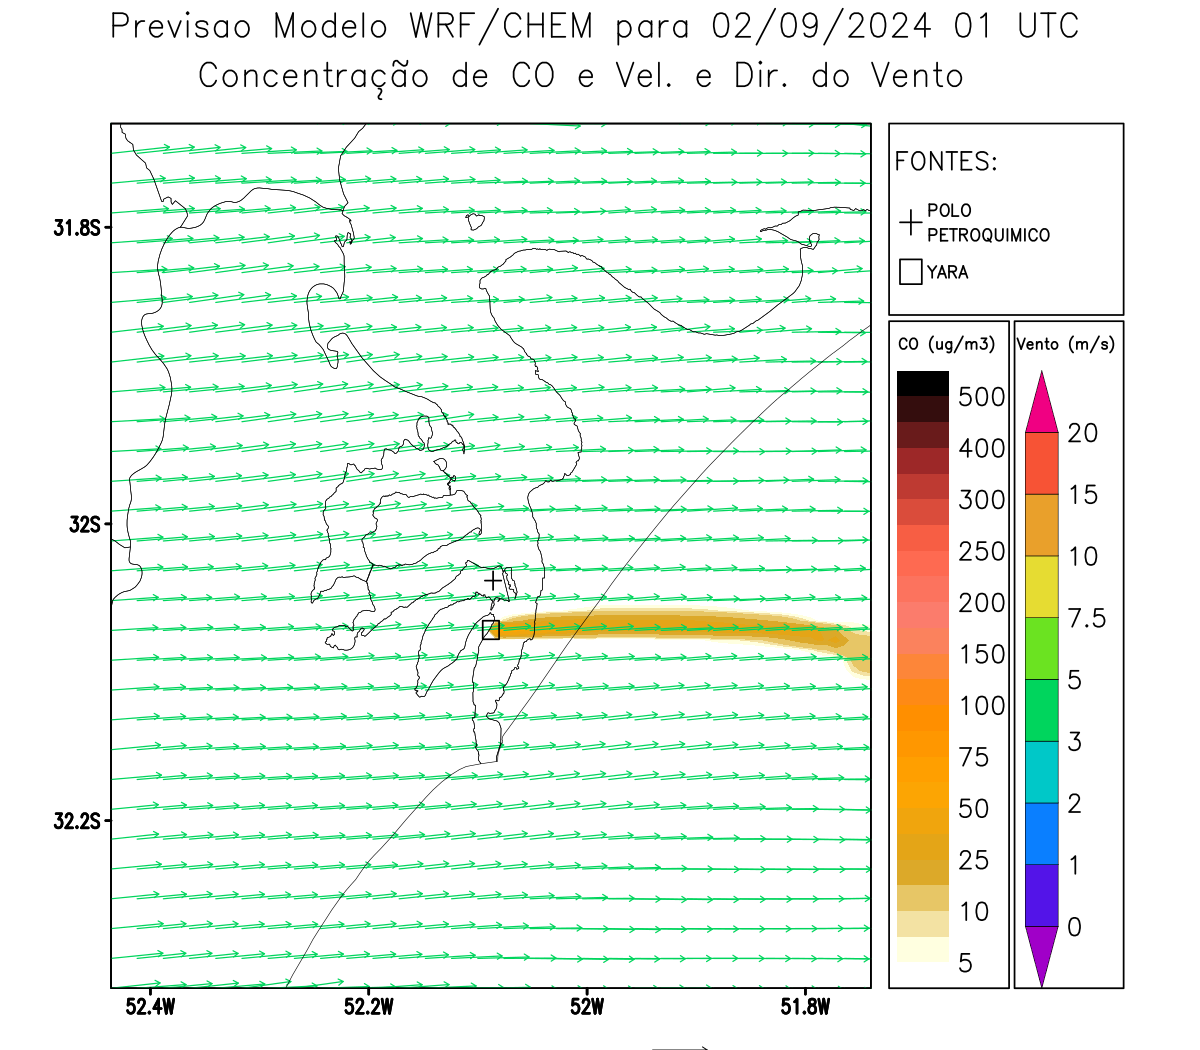 Previsao Modelo WRF/CHEM para 02/09/2024 01 UTC
Concentração de CO e Vel. e Dir. do Vento
FONTES:
POLO
PETROQUIMICO
YARA
CO (ug/m3)
500
400
300
250
200
150
100
75
50
25
10
5
Vento (m/s)
20
15
10
7.5
5
3
2
1
0
31.8S
32S
32.2S
52.4W
52.2W
52W
51.8W